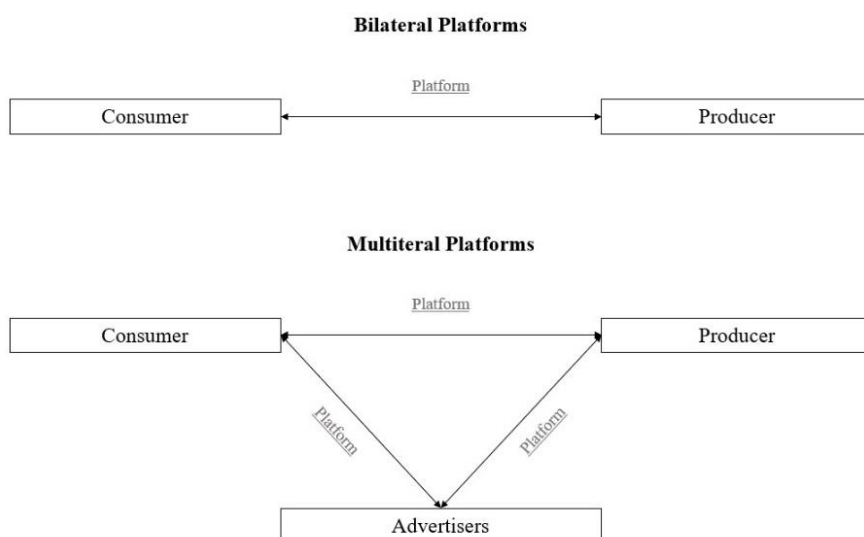 Bilateral Platforms
Platform
Consumer
Producer
Multiteral Platforms
Platform
Consumer
Producer
Platform
Platform
Advertisers